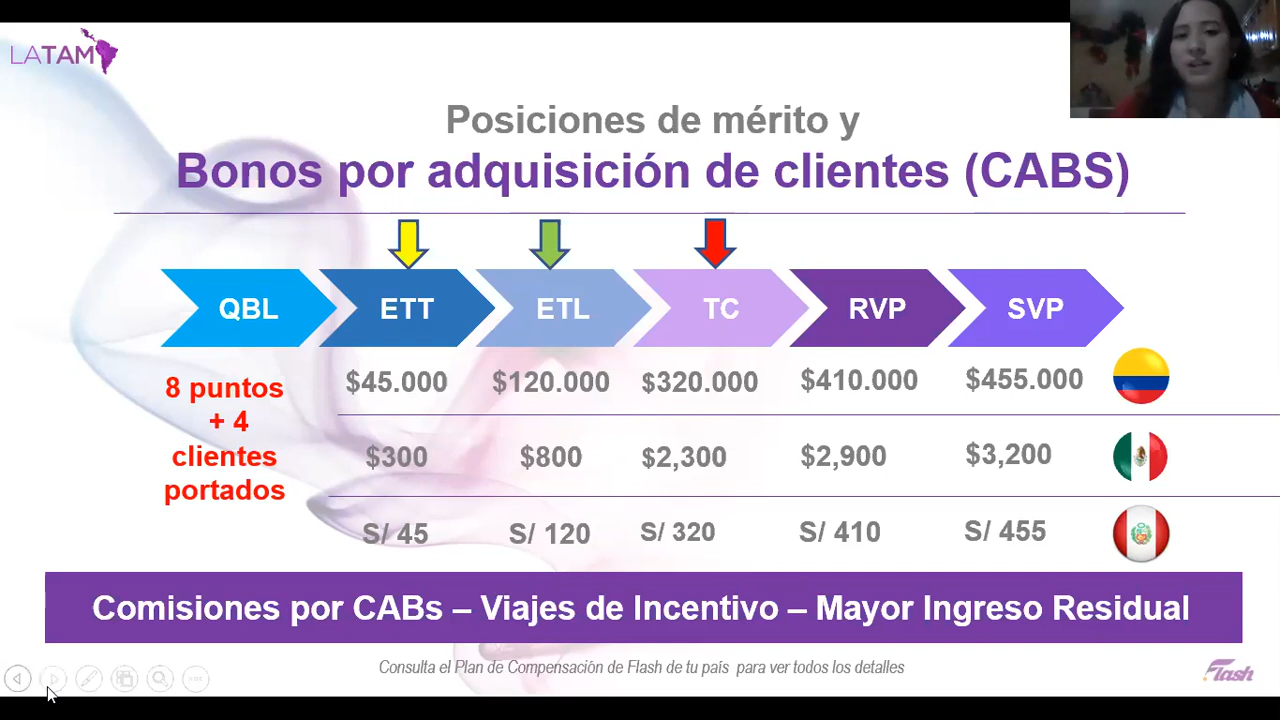 LATAM
Posiciones de mérito y
Bonos por adquisición de clientes (CABS)
QBL ETT ETL TC RVP SVP
8 puntos
+ 4
clientes
portados
$45.000 $120.000 $320.000 $410.000 $455.000
$300 $800 $2,300 $2,900 $3,200
S/ 45 S/ 120 S/ 320 S/ 410 S/ 455
Comisiones por CABs – Viajes de Incentivo – Mayor Ingreso Residual
Consulta el Plan de Compensación de Flash de tu país para ver todos los detalles
Flash